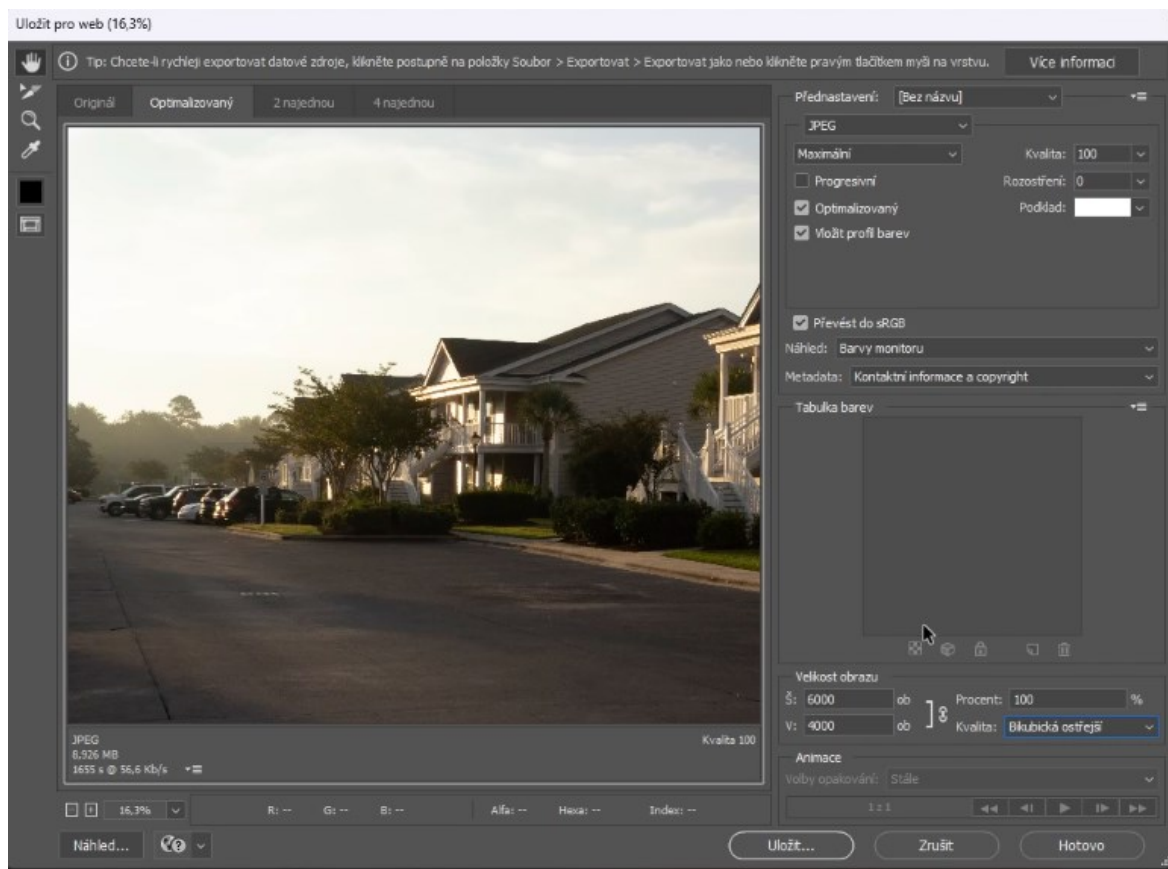 Uložit pro web (16,3%)
Tip: Chcete-li rychleji exportovat datové zdroje, klikněte postupně na položky Soubor > Exportovat > Exportovat jako nebo klikněte pravým tlačítkem myši na vrstvu.
Více informací
Originál
Optimalizovaný
2 najednou
4 najednou
Přednastavení: [Bez názvu]
JPEG
Maximální
Kvalita: 100
Progresivní
Rozostření: 0
Optimalizovaný
Podklad:
Vložit profil barev
Převést do sRGB
Náhled: Barvy monitoru
Metadata: Kontaktní informace a copyright
Tabulka barev
Velikost obrazu
Š: 6000 ob
Procent: 100 %
V: 4000 ob
Kvalita: Bikubická ostřejší
Animace
Volby opakování: Stále
1 z 1
JPEG
Kvalita 100
8,926 MB
1655 s @ 56,6 Kb/s
16,3%
R: --
G: --
B: --
Alfa: --
Hexa: --
Index: --
Náhled...
Uložit...
Zrušit
Hotovo